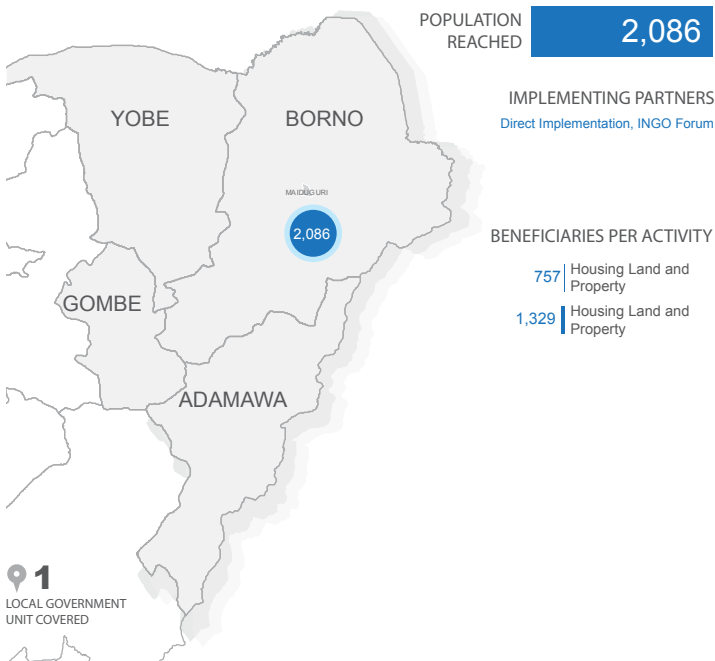 POPULATION
REACHED
2,086
IMPLEMENTING PARTNERS
Direct Implementation, INGO Forum
YOBE
BORNO
MAIDUGURI
2,086
BENEFICIARIES PER ACTIVITY
757
Housing Land and
Property
1,329
Housing Land and
Property
GOMBE
ADAMAWA
1
LOCAL GOVERNMENT
UNIT COVERED